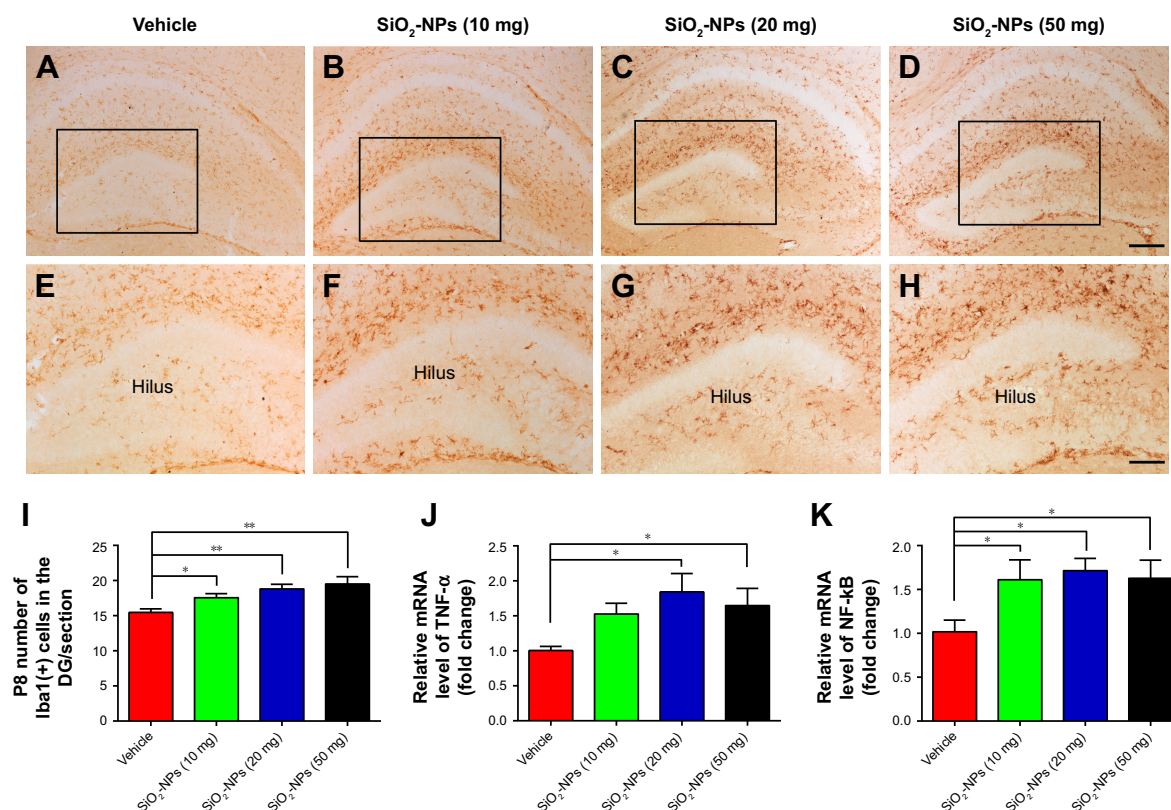 Vehicle
SiO₂-NPs (10 mg)
SiO₂-NPs (20 mg)
SiO₂-NPs (50 mg)
A
B
C
D
E
F
G
H
Hilus
Hilus
Hilus
Hilus
I
P8 number of
Iba1(+) cells in the
DG/section
25
20
15
10
5
0
*
**
**
Vehicle
SiO₂-NPs (10 mg)
SiO₂-NPs (20 mg)
SiO₂-NPs (50 mg)
J
Relative mRNA
level of TNF-α
(fold change)
2.5
2.0
1.5
1.0
0.5
0.0
*
*
Vehicle
SiO₂-NPs (10 mg)
SiO₂-NPs (20 mg)
SiO₂-NPs (50 mg)
K
Relative mRNA
level of NF-kB
(fold change)
2.0
1.5
1.0
0.5
0.0
*
*
*
Vehicle
SiO₂-NPs (10 mg)
SiO₂-NPs (20 mg)
SiO₂-NPs (50 mg)